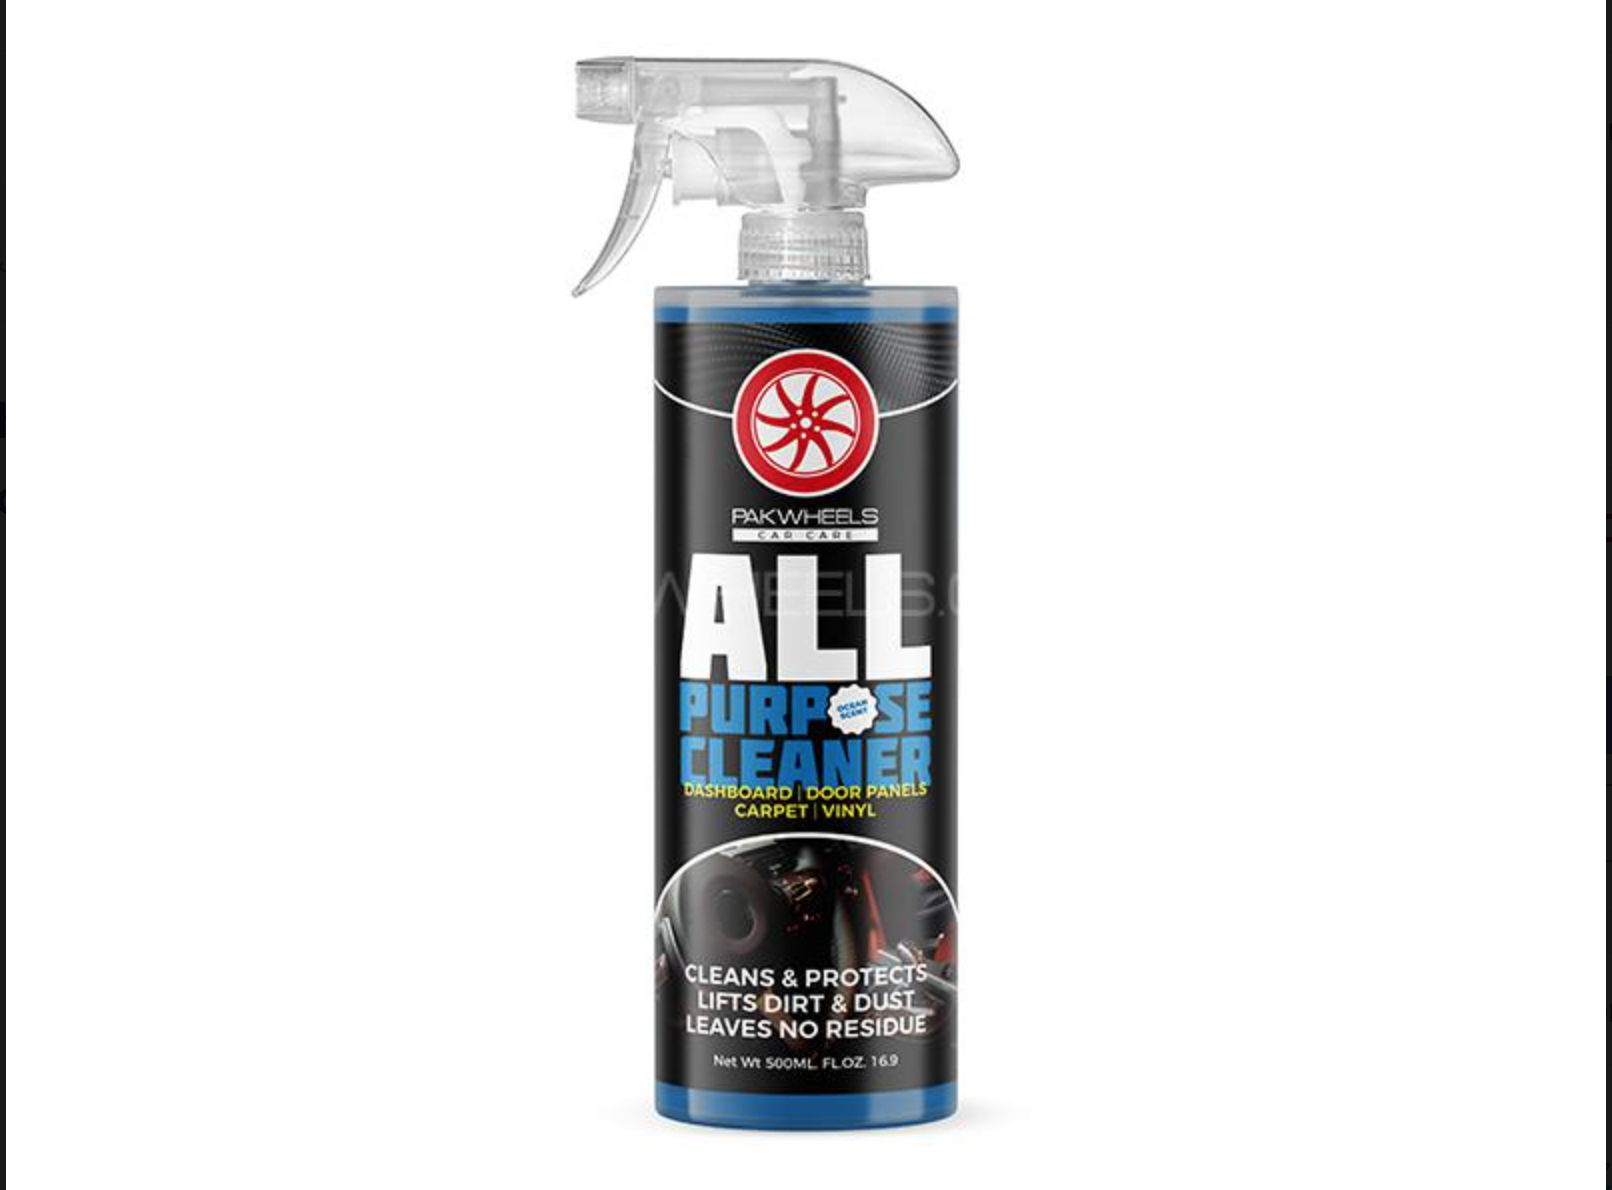 PAKWHEELS
CAR CARE
ALL
WHEELS.C
PURPOSE
OCEAN
SCENT
CLEANER
DASHBOARD | DOOR PANELS
CARPET | VINYL
CLEANS & PROTECTS
LIFTS DIRT & DUST
LEAVES NO RESIDUE
Net Wt 500ML. FL.OZ. 16.9